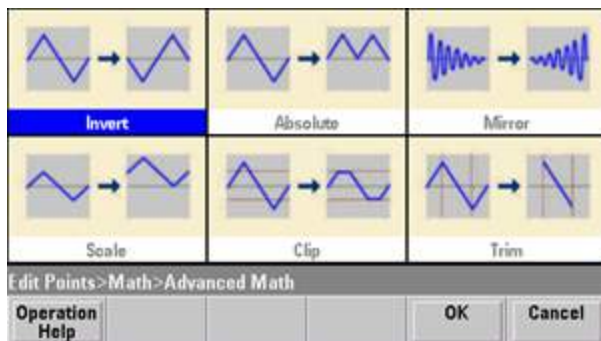 Invert
Absolute
Mirror
Scale
Clip
Trim
Edit Points>Math>Advanced Math
Operation
Help
OK
Cancel